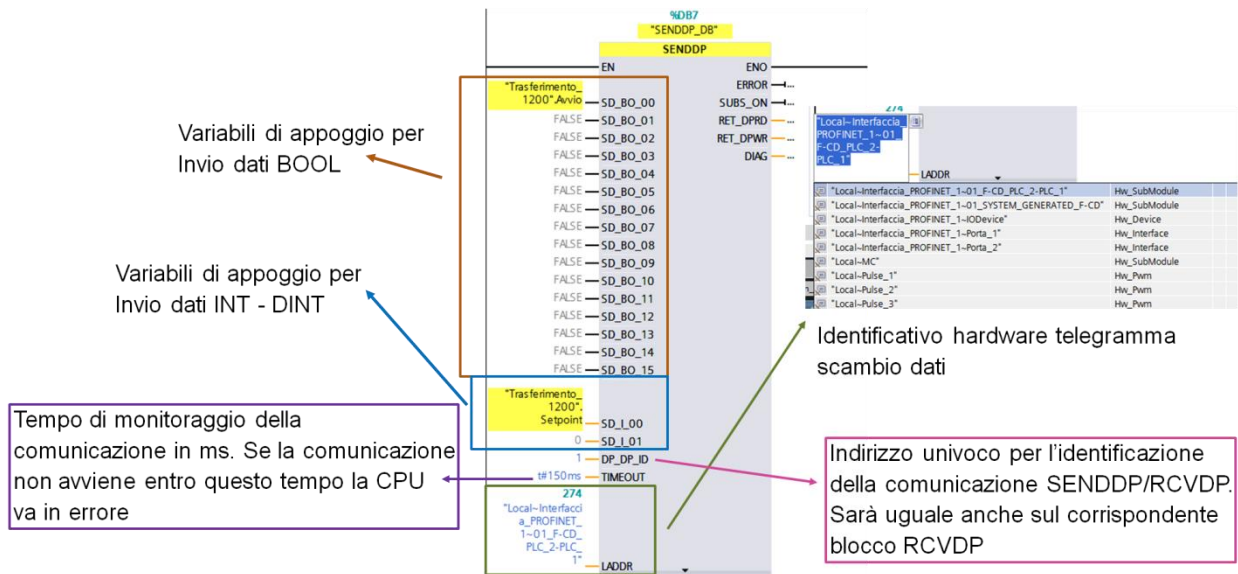 %DB7
"SENDDP_DB"
SENDDP
EN
ENO
"Trasferimento_
1200".Avvio
SD_BO_00
FALSE
SD_BO_01
FALSE
SD_BO_02
FALSE
SD_BO_03
FALSE
SD_BO_04
FALSE
SD_BO_05
FALSE
SD_BO_06
FALSE
SD_BO_07
FALSE
SD_BO_08
FALSE
SD_BO_09
FALSE
SD_BO_10
FALSE
SD_BO_11
FALSE
SD_BO_12
FALSE
SD_BO_13
FALSE
SD_BO_14
FALSE
SD_BO_15
"Trasferimento_
1200".
Setpoint
SD_I_00
0
SD_I_01
1
DP_DP_ID
t#150ms
TIMEOUT
274
"Local~Interfacci
a_PROFINET_
1~01_F-CD_
PLC_2-PLC_
1"
LADDR
ERROR
...
SUBS_ON
...
RET_DPRD
...
RET_DPWR
...
DIAG
...
Variabili di appoggio per
Invio dati BOOL
Variabili di appoggio per
Invio dati INT - DINT
Tempo di monitoraggio della
comunicazione in ms. Se la comunicazione
non avviene entro questo tempo la CPU
va in errore
274
"Local~Interfaccia_
PROFINET_1~01_
F-CD_PLC_2-
PLC_1"
LADDR
"Local~Interfaccia_PROFINET_1~01_F-CD_PLC_2-PLC_1" Hw_SubModule
"Local~Interfaccia_PROFINET_1~01_SYSTEM_GENERATED_F-CD" Hw_SubModule
"Local~Interfaccia_PROFINET_1~IODevice" Hw_Device
"Local~Interfaccia_PROFINET_1~Porta_1" Hw_Interface
"Local~Interfaccia_PROFINET_1~Porta_2" Hw_Interface
"Local~MC" Hw_SubModule
"Local~Pulse_1" Hw_Pwm
"Local~Pulse_2" Hw_Pwm
"Local~Pulse_3" Hw_Pwm
Identificativo hardware telegramma
scambio dati
Indirizzo univoco per l'identificazione
della comunicazione SENDDP/RCVDP.
Sarà uguale anche sul corrispondente
blocco RCVDP